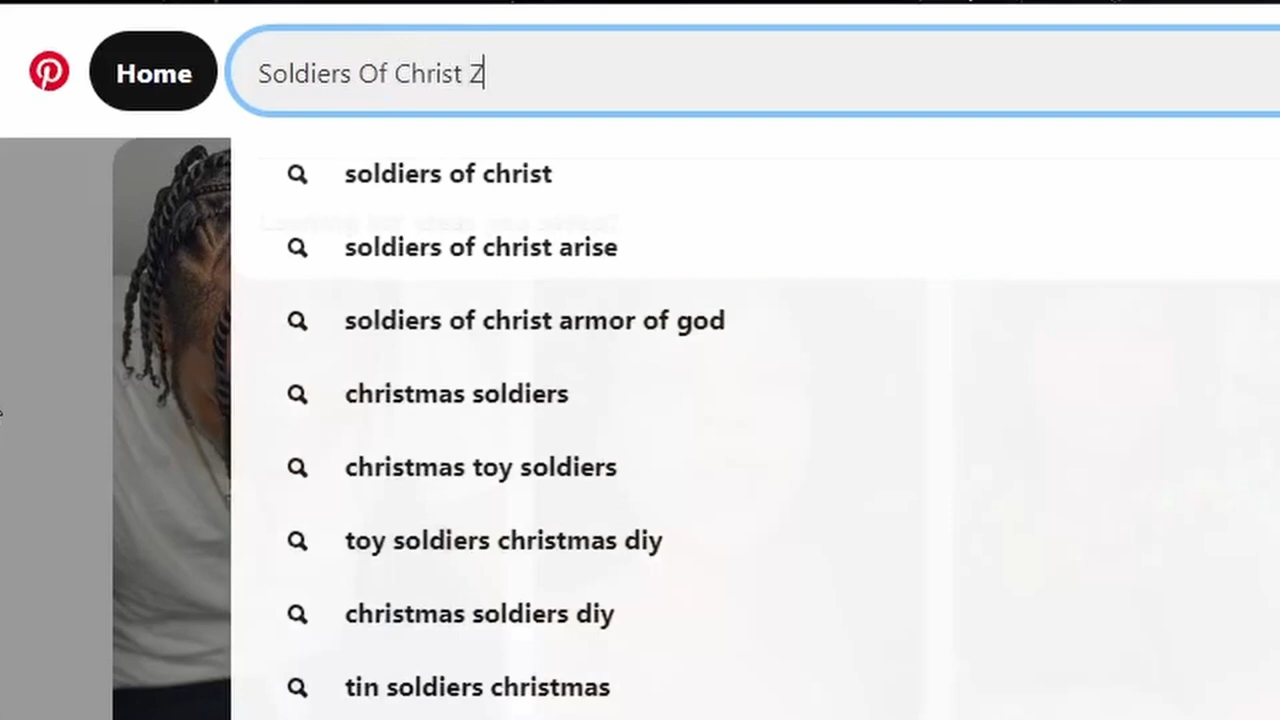 Home
Soldiers Of Christ Z
soldiers of christ
soldiers of christ arise
soldiers of christ armor of god
christmas soldiers
christmas toy soldiers
toy soldiers christmas diy
christmas soldiers diy
tin soldiers christmas